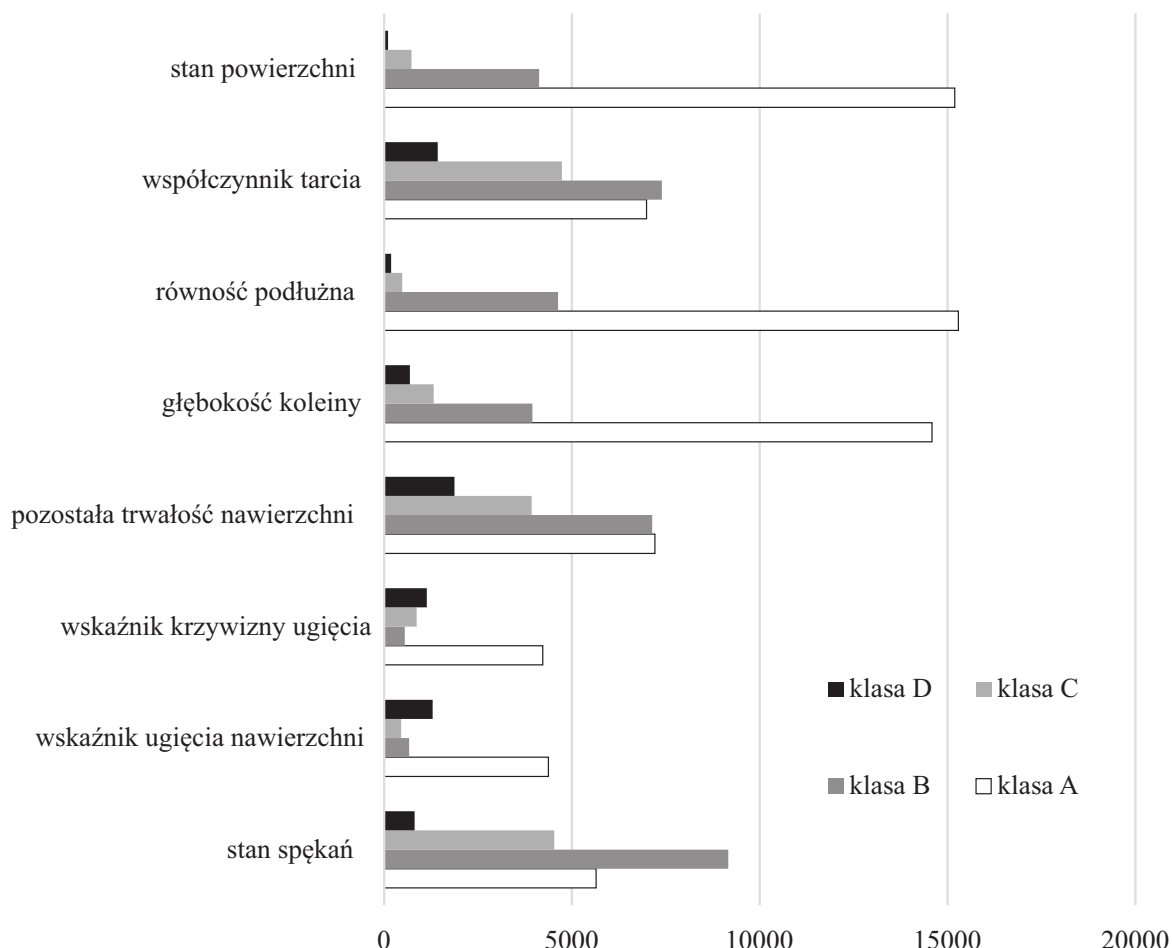 stan powierzchni
współczynnik tarcia
równość podłużna
głębokość koleiny
pozostała trwałość nawierzchni
wskaźnik krzywizny ugięcia
wskaźnik ugięcia nawierzchni
stan spękań
klasa D klasa C
klasa B klasa A
0 5000 10000 15000 20000